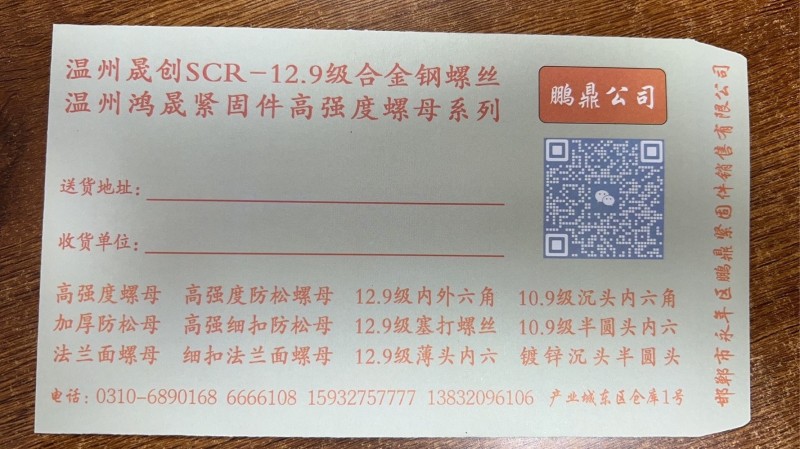 温州晟创SCR-12.9级合金钢螺丝
温州鸿晟紧固件高强度螺母系列
鹏鼎公司
送货地址:
收货单位:
高强度螺母 高强度防松螺母 12.9级内外六角 10.9级沉头内六角
加厚防松螺母 高强细扣防松螺母 12.9级塞打螺丝 10.9级半圆头内六
法兰面螺母 细扣法兰面螺母 12.9级薄头内六 镀锌沉头半圆头
电话:0310-6890168 6666108 15932757777 13832096106 产业城东区仓库1号
邯郸市永年区鹏鼎紧固件销售有限公司